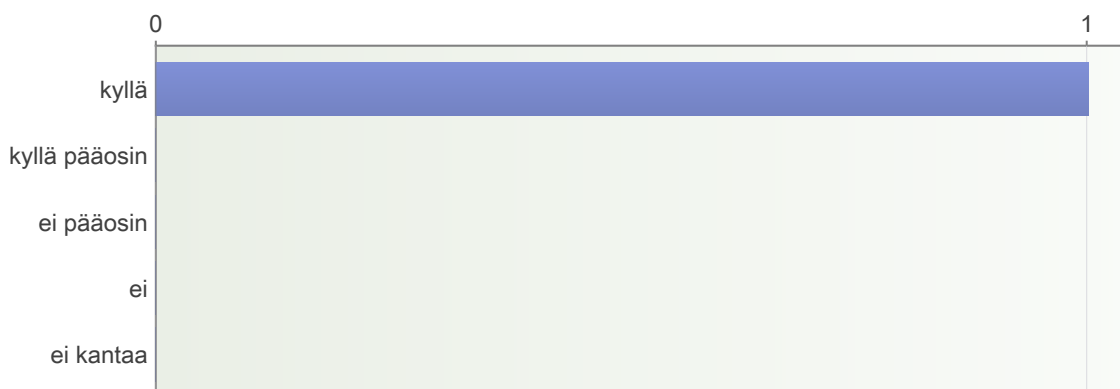 0 1
kyllä
kyllä pääosin
ei pääosin
ei
ei kantaa